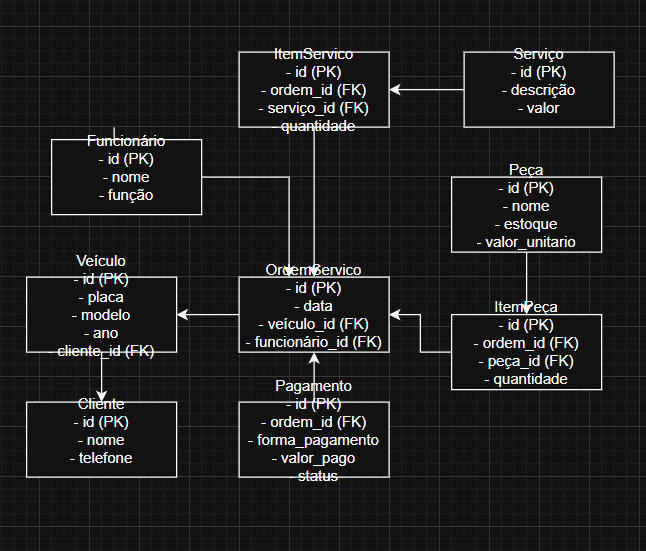 ItemServico
- id (PK)
- ordem_id (FK)
- serviço_id (FK)
- quantidade
Serviço
- id (PK)
- descrição
- valor
Funcionário
- id (PK)
- nome
- função
Peça
- id (PK)
- nome
- estoque
- valor_unitario
Veículo
- id (PK)
- placa
- modelo
- ano
- cliente_id (FK)
OrdemServico
- id (PK)
- data
- veículo_id (FK)
- funcionário_id (FK)
ItemPeça
- id (PK)
- ordem_id (FK)
- peça_id (FK)
- quantidade
Cliente
- id (PK)
- nome
- telefone
Pagamento
- id (PK)
- ordem_id (FK)
- forma_pagamento
- valor_pago
- status